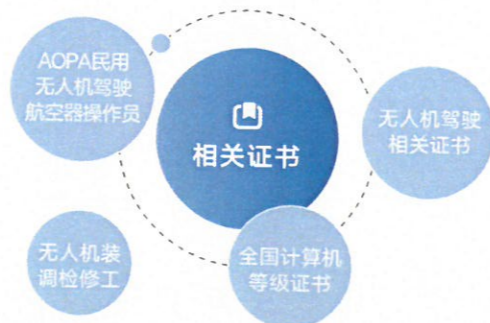 AOPA民用
无人机驾驶
航空器操作员
相关证书
无人机驾驶
相关证书
无人机装
调检修工
全国计算机
等级证书